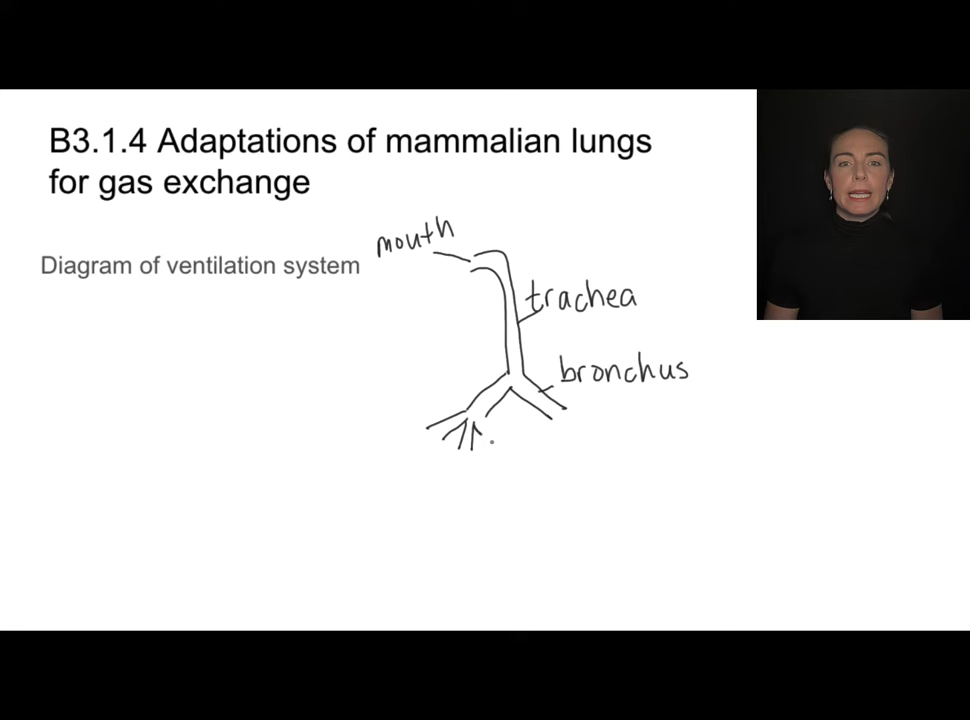 B3.1.4 Adaptations of mammalian lungs
for gas exchange
mouth
Diagram of ventilation system
trachea
bronchus